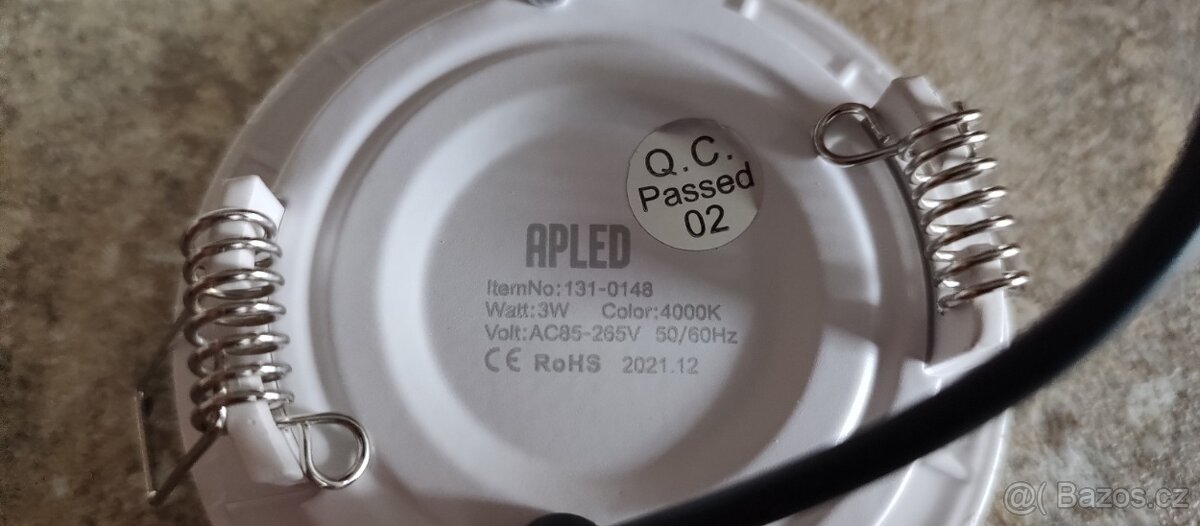 Q.C.
Passed
02
APLED
ItemNo:131-0148
Watt:3W Color:4000K
Volt:AC85-265V 50/60Hz
CE RoHS 2021.12
@( Bazos.cz